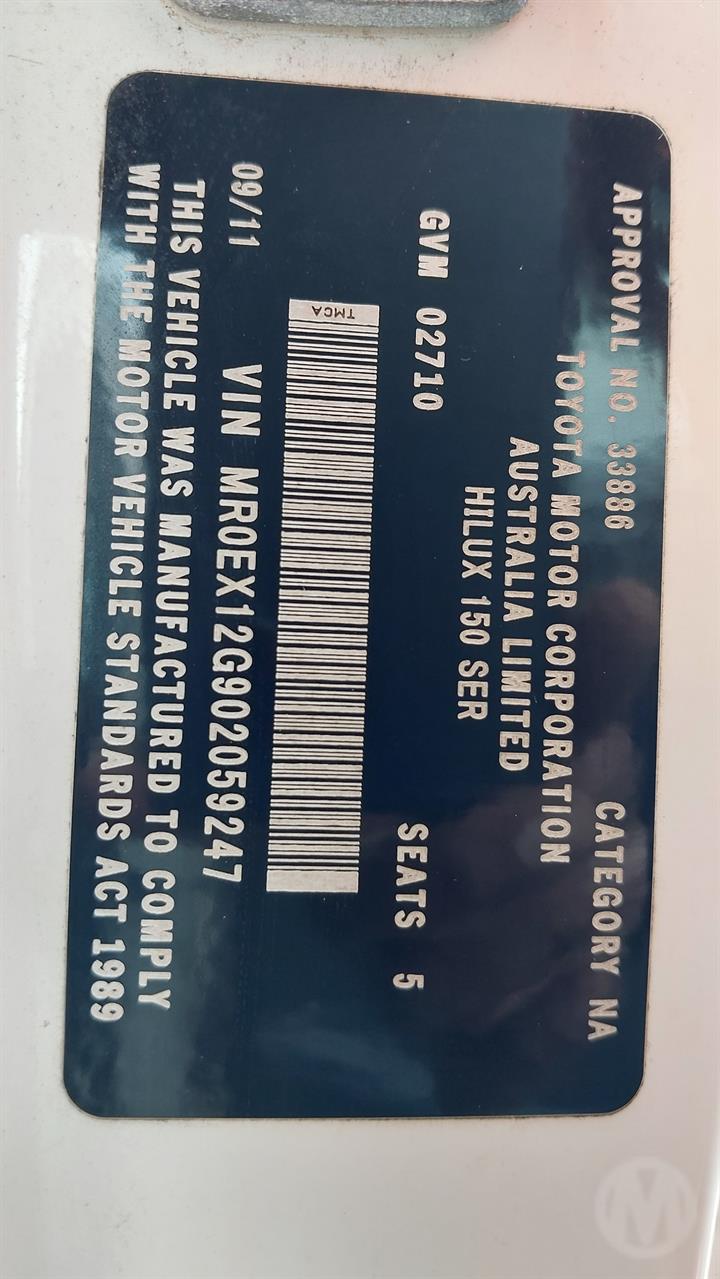 APPROVAL NO. 33886 CATEGORY NA
TOYOTA MOTOR CORPORATION
AUSTRALIA LIMITED
HILUX 150 SER
GVM 02710 SEATS 5
TMCA
VIN MR0EX12G902059247
09/11
THIS VEHICLE WAS MANUFACTURED TO COMPLY
WITH THE MOTOR VEHICLE STANDARDS ACT 1989
M